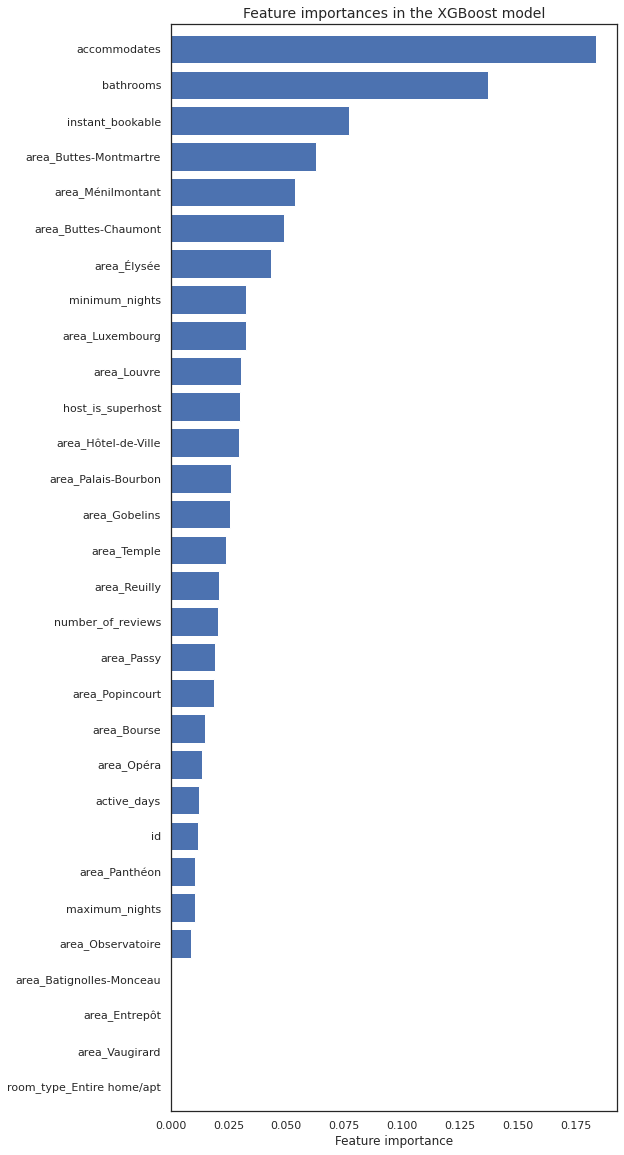 Feature importances in the XGBoost model
accommodates
bathrooms
instant_bookable
area_Buttes-Montmartre
area_Ménilmontant
area_Buttes-Chaumont
area_Élysée
minimum_nights
area_Luxembourg
area_Louvre
host_is_superhost
area_Hôtel-de-Ville
area_Palais-Bourbon
area_Gobelins
area_Temple
area_Reuilly
number_of_reviews
area_Passy
area_Popincourt
area_Bourse
area_Opéra
active_days
id
area_Panthéon
maximum_nights
area_Observatoire
area_Batignolles-Monceau
area_Entrepôt
area_Vaugirard
room_type_Entire home/apt
0.000 0.025 0.050 0.075 0.100 0.125 0.150 0.175
Feature importance